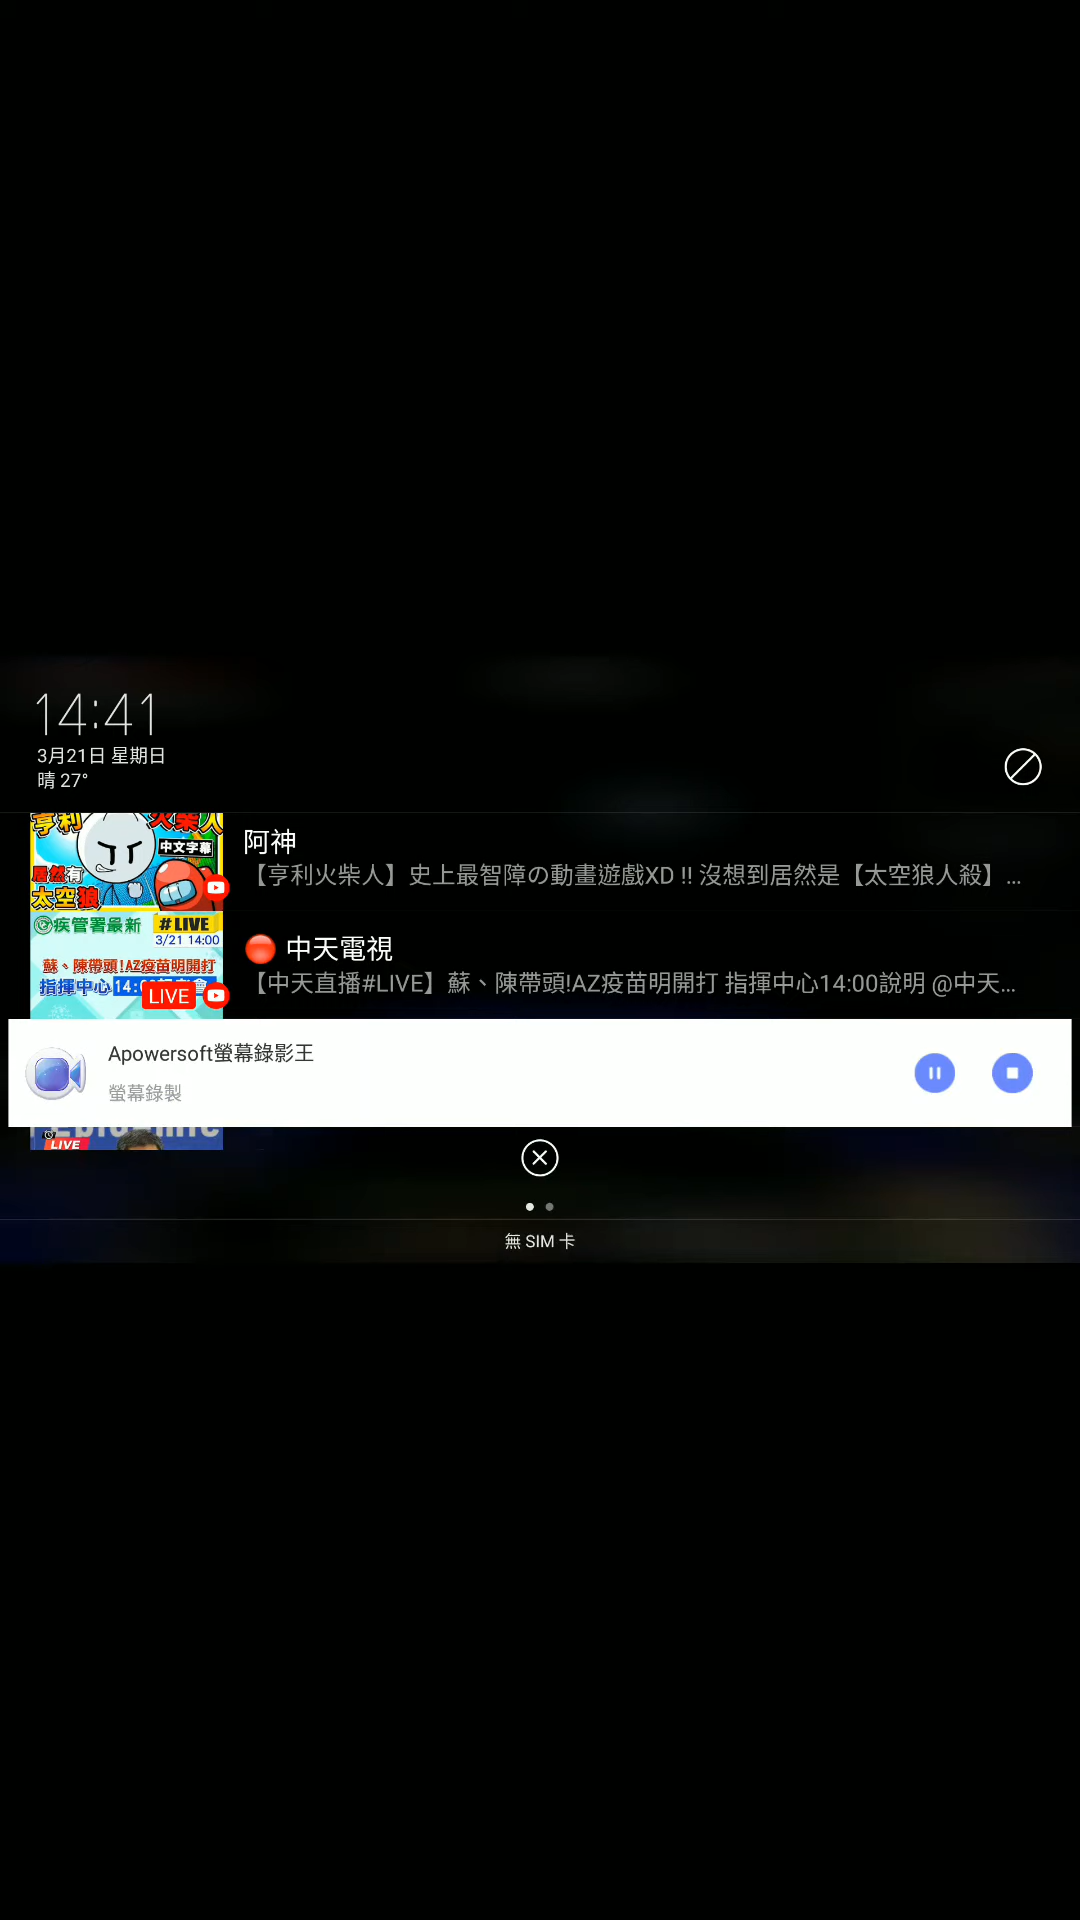 14:41
3月21日 星期日
晴 27°
亨利 火柴人
中文字幕
居然有
太空狼
阿神
【亨利火柴人】史上最智障の動畫遊戲XD !! 沒想到居然是【太空狼人殺】...
疾管署最新 #LIVE
3/21 14:00
蘇、陳帶頭!AZ疫苗明開打
指揮中心14:
LIVE
中天電視
【中天直播#LIVE】蘇、陳帶頭!AZ疫苗明開打 指揮中心14:00說明 @中天...
Apowersoft螢幕錄影王
螢幕錄製
LIVE
無 SIM 卡